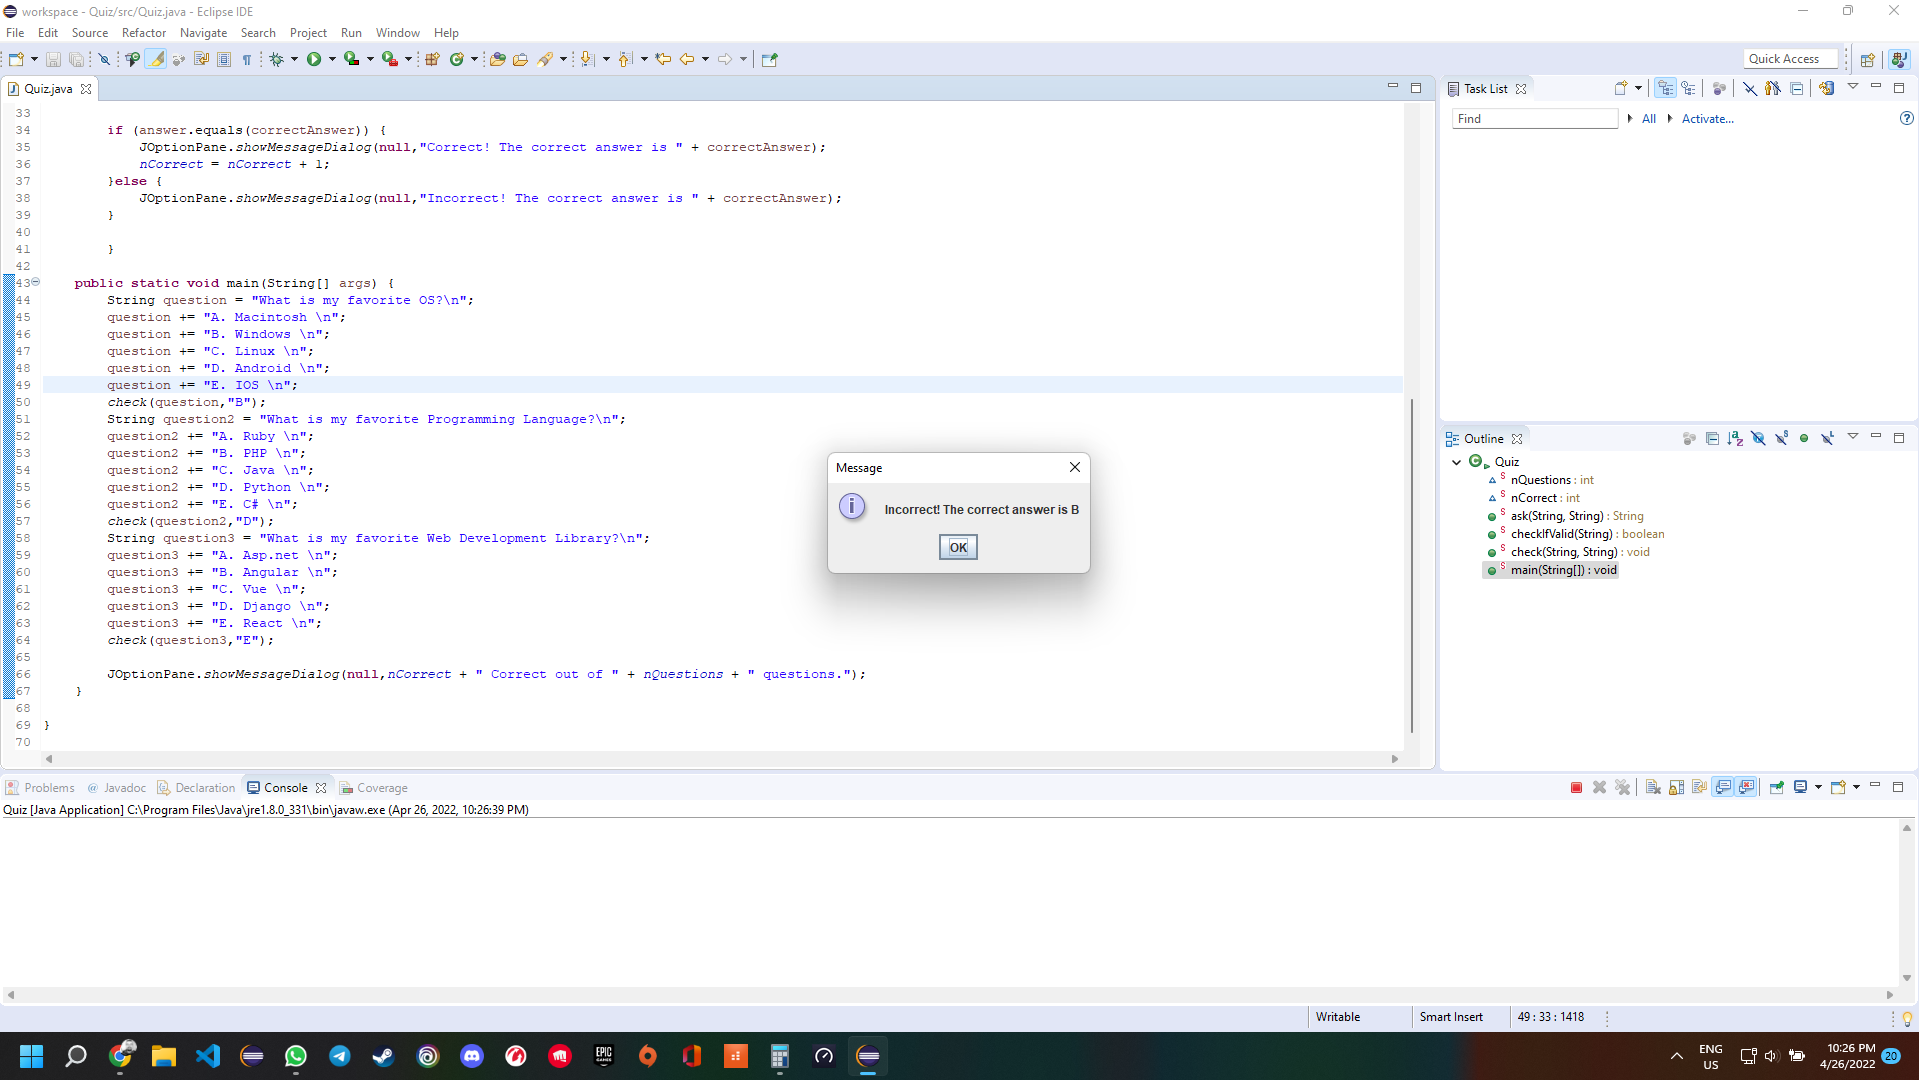 workspace - Quiz/src/Quiz.java - Eclipse IDE
File Edit Source Refactor Navigate Search Project Run Window Help
Quick Access
Quiz.java
33
34 if (answer.equals(correctAnswer)) {
35 JOptionPane.showMessageDialog(null,"Correct! The correct answer is " + correctAnswer);
36 nCorrect = nCorrect + 1;
37 }else {
38 JOptionPane.showMessageDialog(null,"Incorrect! The correct answer is " + correctAnswer);
39 }
40
41 }
42
43 public static void main(String[] args) {
44 String question = "What is my favorite OS?\n";
45 question += "A. Macintosh \n";
46 question += "B. Windows \n";
47 question += "C. Linux \n";
48 question += "D. Android \n";
49 question += "E. IOS \n";
50 check(question,"B");
51 String question2 = "What is my favorite Programming Language?\n";
52 question2 += "A. Ruby \n";
53 question2 += "B. PHP \n";
54 question2 += "C. Java \n";
55 question2 += "D. Python \n";
56 question2 += "E. C# \n";
57 check(question2,"D");
58 String question3 = "What is my favorite Web Development Library?\n";
59 question3 += "A. Asp.net \n";
60 question3 += "B. Angular \n";
61 question3 += "C. Vue \n";
62 question3 += "D. Django \n";
63 question3 += "E. React \n";
64 check(question3,"E");
65
66 JOptionPane.showMessageDialog(null,nCorrect + " Correct out of " + nQuestions + " questions.");
67 }
68
69 }
70
Message
Incorrect! The correct answer is B
OK
Task List
Find
All
Activate...
Outline
Quiz
nQuestions : int
nCorrect : int
ask(String, String) : String
checkIfValid(String) : boolean
check(String, String) : void
main(String[]) : void
Problems Javadoc Declaration Console Coverage
Quiz [Java Application] C:\Program Files\Java\jre1.8.0_331\bin\javaw.exe (Apr 26, 2022, 10:26:39 PM)
Writable
Smart Insert
49 : 33 : 1418
EPIC GAMES
ENG
US
10:26 PM
4/26/2022
20